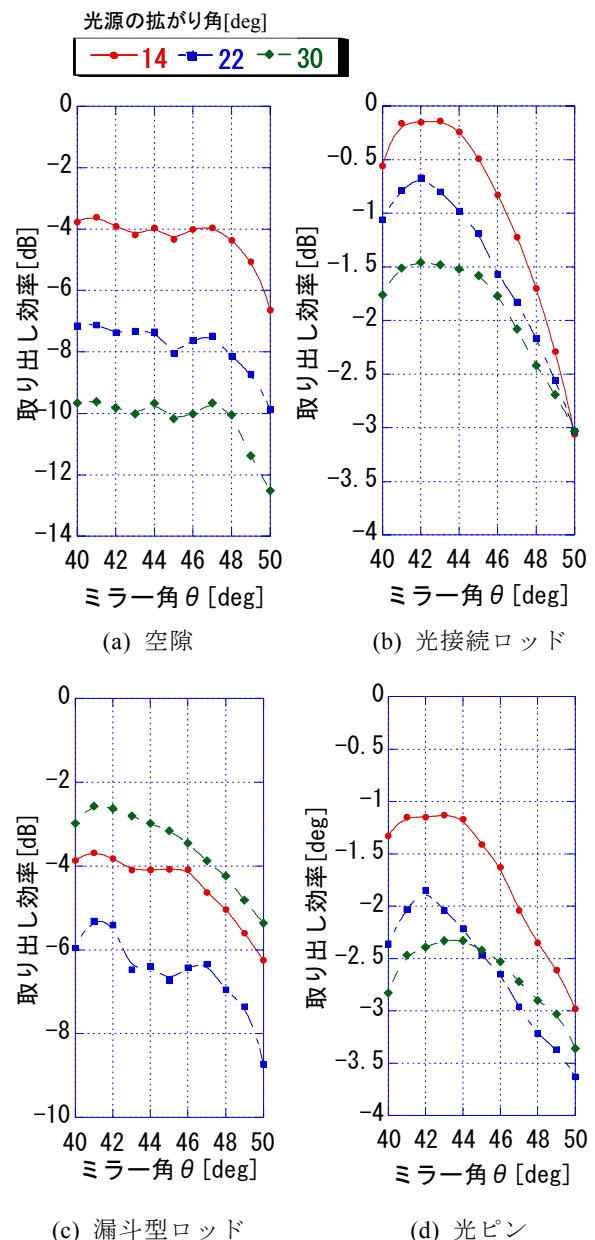 光源の拡がり角[deg]
14 22 30
0
-2
-4
-6
-8
-10
-12
-14
取り出し効率[dB]
40 42 44 46 48 50
ミラー角θ[deg]
(a) 空隙
0
-0.5
-1
-1.5
-2
-2.5
-3
-3.5
-4
取り出し効率[dB]
40 42 44 46 48 50
ミラー角θ[deg]
(b) 光接続ロッド
0
-2
-4
-6
-8
-10
取り出し効率[dB]
40 42 44 46 48 50
ミラー角θ[deg]
(c) 漏斗型ロッド
0
-0.5
-1
-1.5
-2
-2.5
-3
-3.5
-4
取り出し効率[deg]
40 42 44 46 48 50
ミラー角θ[deg]
(d) 光ピン